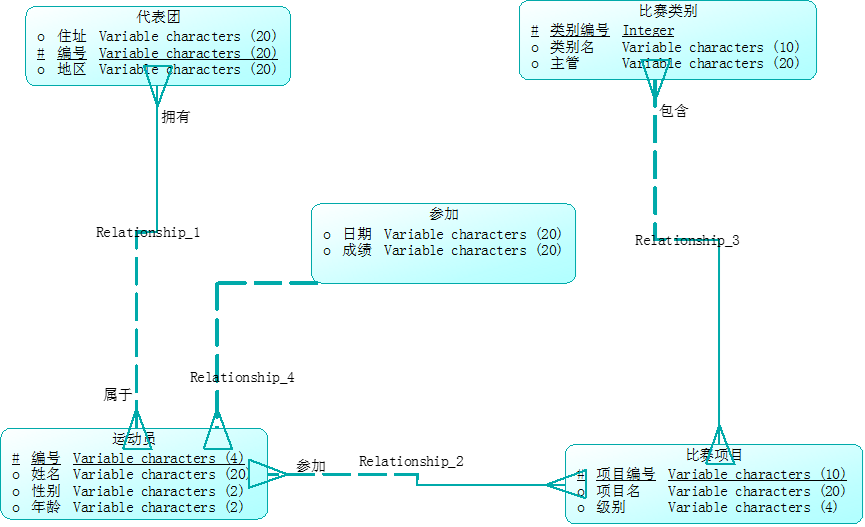 代表团
o 住址 Variable characters (20)
# 编号 Variable characters (20)
o 地区 Variable characters (20)
比赛类别
# 类别编号 Integer
o 类别名 Variable characters (10)
o 主管 Variable characters (20)
拥有
包含
Relationship_1
参加
o 日期 Variable characters (20)
o 成绩 Variable characters (20)
Relationship_3
Relationship_4
属于
运动员
# 编号 Variable characters (4)
o 姓名 Variable characters (20)
o 性别 Variable characters (2)
o 年龄 Variable characters (2)
参加
Relationship_2
比赛项目
# 项目编号 Variable characters (10)
o 项目名 Variable characters (20)
o 级别 Variable characters (4)